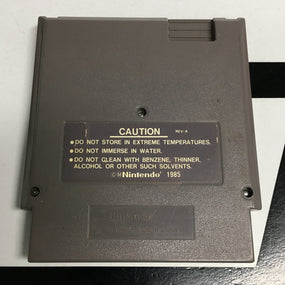 CAUTION REV-A
•DO NOT STORE IN EXTREME TEMPERATURES.
•DO NOT IMMERSE IN WATER.
•DO NOT CLEAN WITH BENZENE, THINNER,
ALCOHOL OR OTHER SUCH SOLVENTS.
©Nintendo® 1985
Nintendo